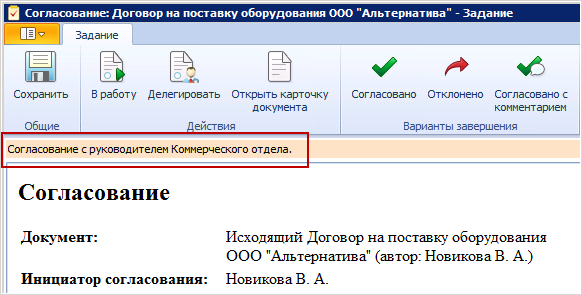 Согласование: Договор на поставку оборудования ООО "Альтернатива" - Задание
Задание
Сохранить
В работу
Делегировать
Открыть карточку
документа
Согласовано
Отклонено
Согласовано с
комментарием
Общие
Действия
Варианты завершения
Согласование с руководителем Коммерческого отдела.
Согласование
Документ: Исходящий Договор на поставку оборудования
ООО "Альтернатива" (автор: Новикова В. А.)
Инициатор согласования: Новикова В. А.